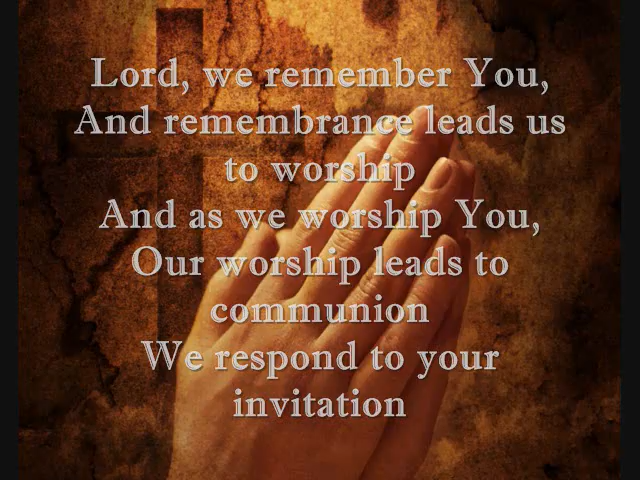 Lord, we remember You,
And remembrance leads us
to worship
And as we worship You,
Our worship leads to
communion
We respond to your
invitation